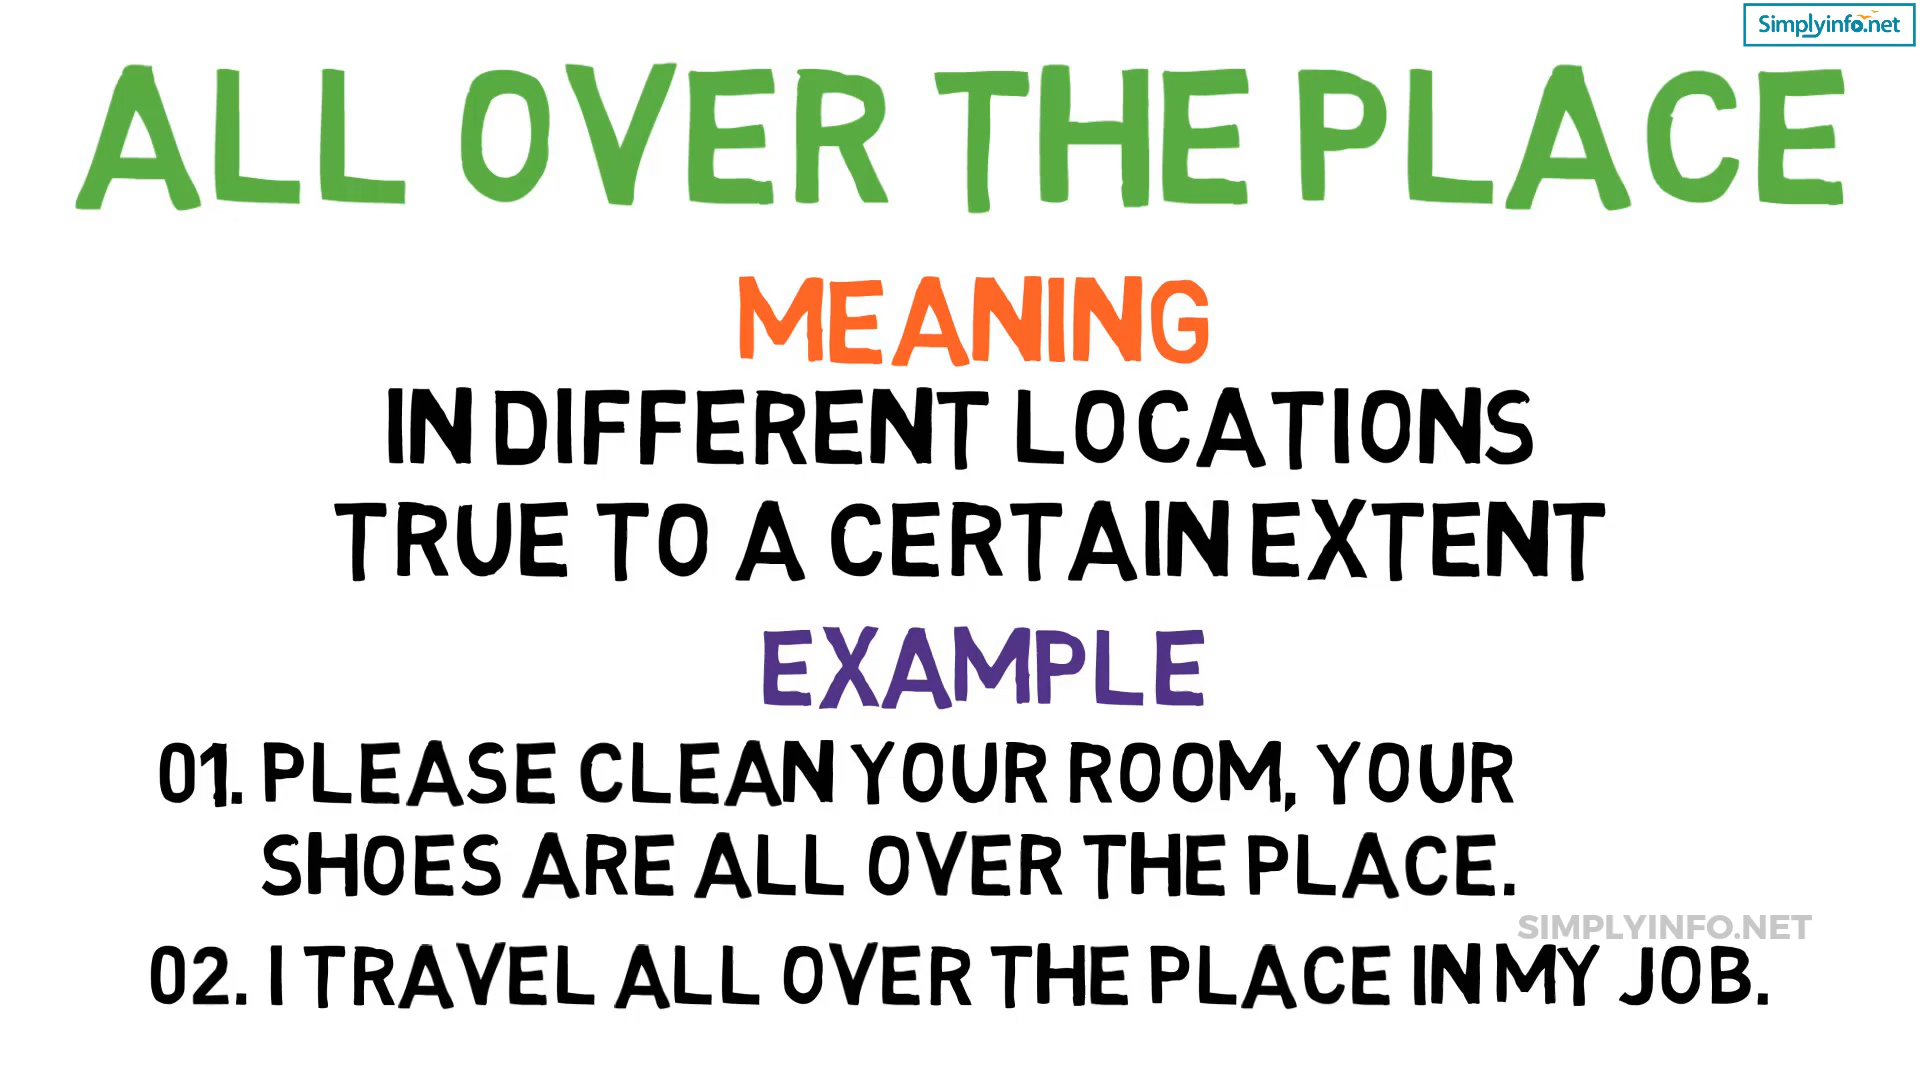 Simplyinfo.net
ALL OVER THE PLACE
MEANING
IN DIFFERENT LOCATIONS
TRUE TO A CERTAIN EXTENT
EXAMPLE
01. PLEASE CLEAN YOUR ROOM, YOUR
SHOES ARE ALL OVER THE PLACE.
SIMPLYINFO.NET
02. I TRAVEL ALL OVER THE PLACE IN MY JOB.